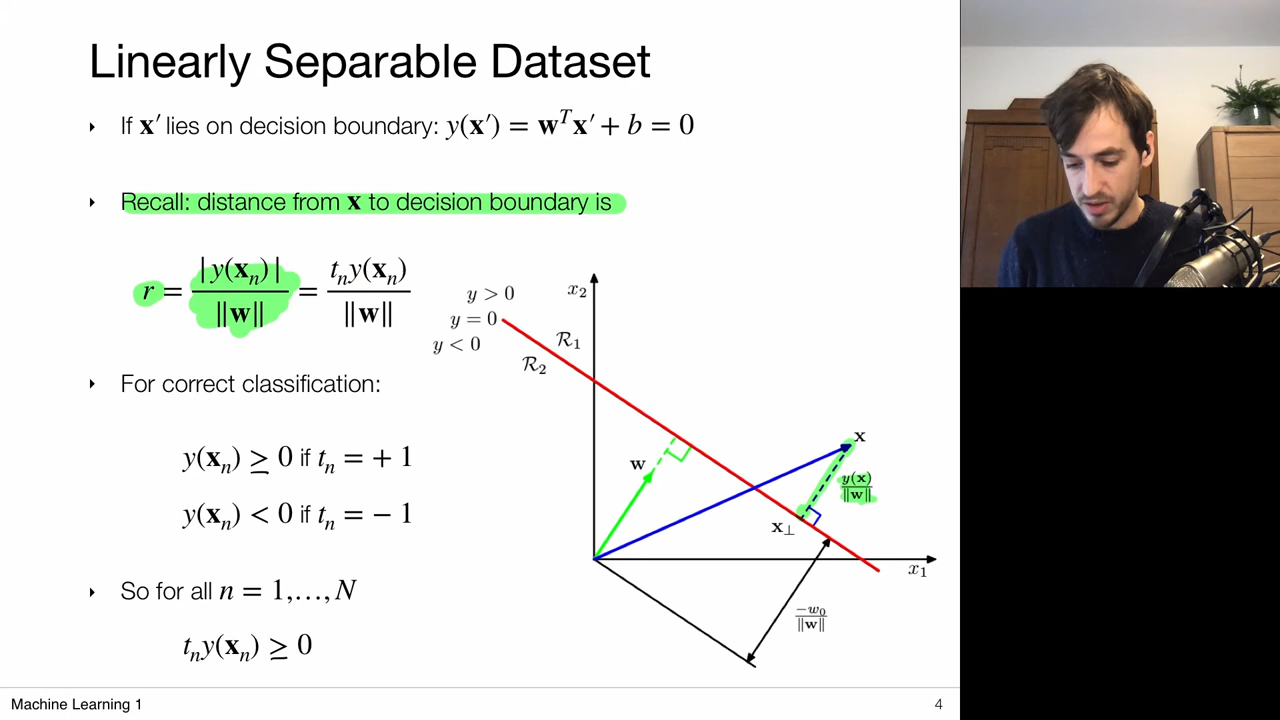 Linearly Separable Dataset
‣ If x′ lies on decision boundary: y(x′) = wᵀx′ + b = 0
‣ Recall: distance from x to decision boundary is
r = |y(xₙ)| / ‖w‖ = tₙy(xₙ) / ‖w‖
‣ For correct classification:
y(xₙ) ≥ 0 if tₙ = + 1
y(xₙ) < 0 if tₙ = − 1
‣ So for all n = 1,…,N
tₙy(xₙ) ≥ 0
y > 0
y = 0
y < 0
x₂
R₁
R₂
w
x
y(x) / ‖w‖
x⊥
x₁
−w₀ / ‖w‖
Machine Learning 1
4